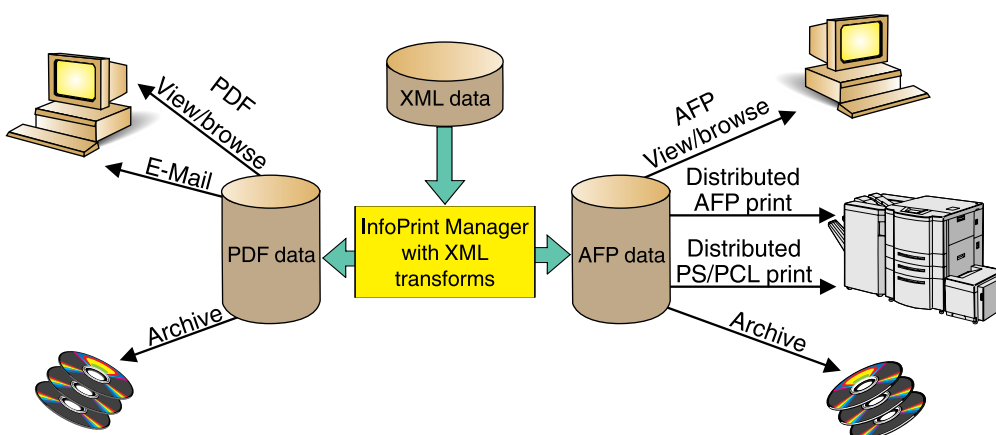 PDF
View/browse
E-Mail
PDF data
Archive
XML data
InfoPrint Manager
with XML
transforms
AFP
View/browse
Distributed
AFP print
AFP data
Distributed
PS/PCL print
Archive